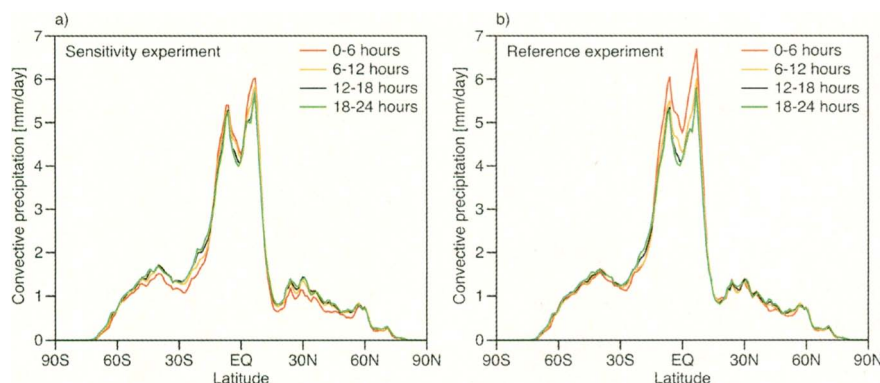 a)
Sensitivity experiment
0-6 hours
6-12 hours
12-18 hours
18-24 hours
Convective precipitation [mm/day]
7
6
5
4
3
2
1
0
90S 60S 30S EQ 30N 60N 90N
Latitude
b)
Reference experiment
0-6 hours
6-12 hours
12-18 hours
18-24 hours
Convective precipitation [mm/day]
7
6
5
4
3
2
1
0
90S 60S 30S EQ 30N 60N 90N
Latitude